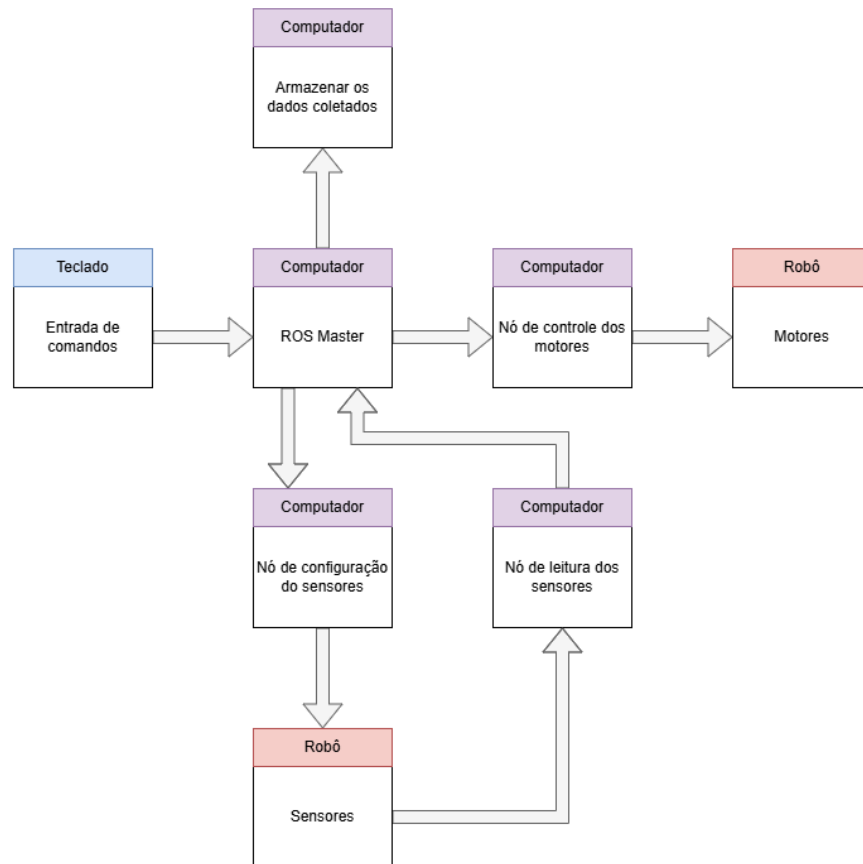 Computador
Armazenar os
dados coletados
Teclado
Entrada de
comandos
Computador
ROS Master
Computador
Nó de controle dos
motores
Robô
Motores
Computador
Nó de configuração
do sensores
Computador
Nó de leitura dos
sensores
Robô
Sensores